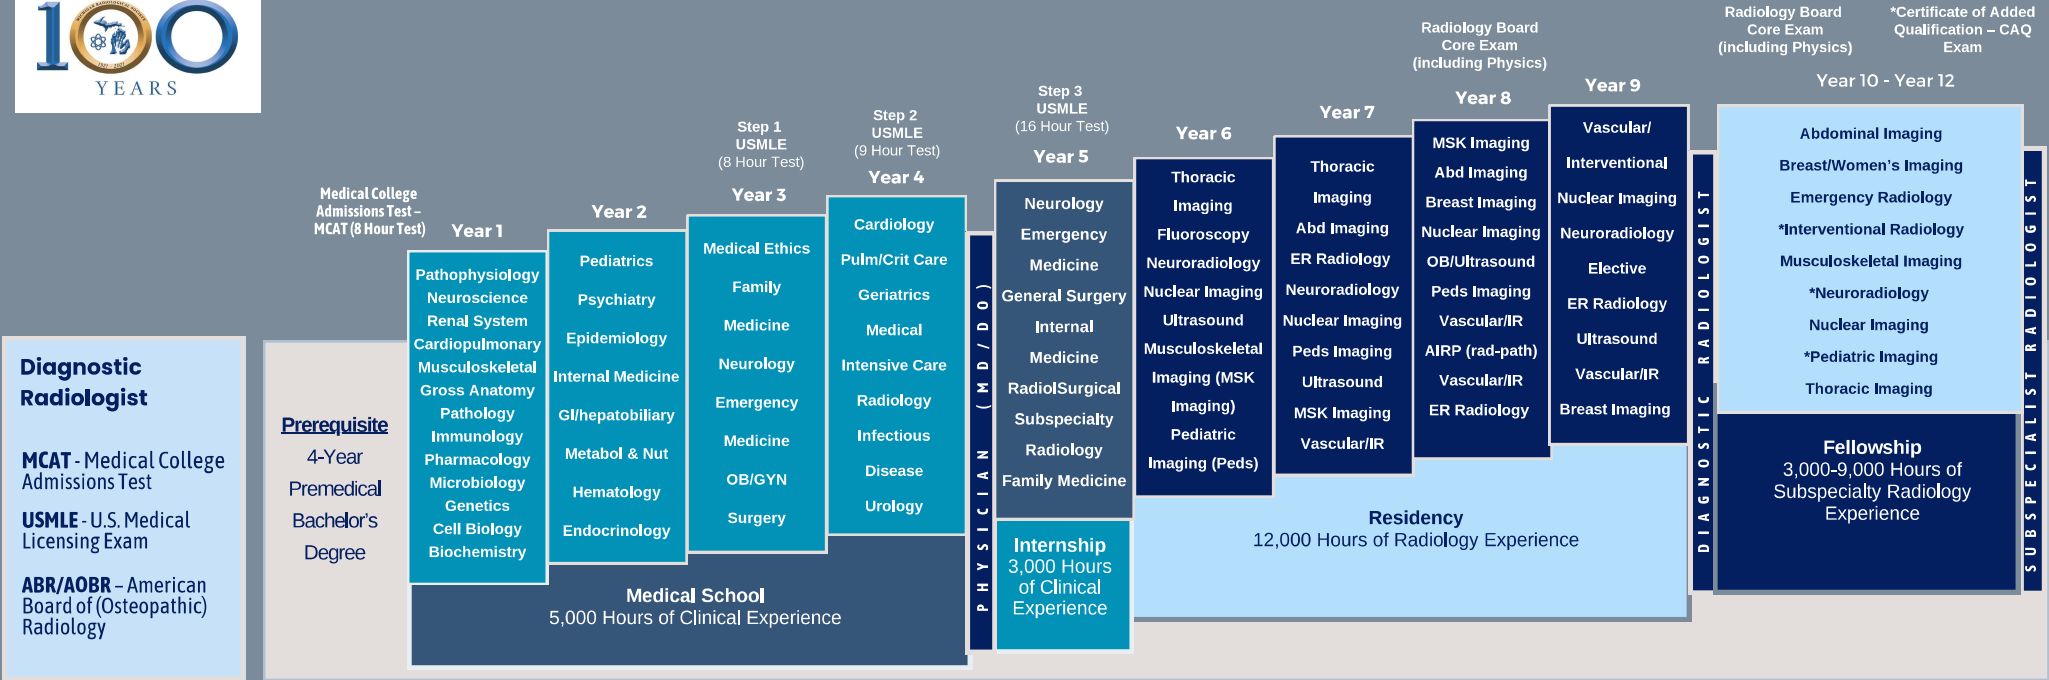 100
YEARS
Diagnostic
Radiologist
MCAT - Medical College
Admissions Test
USMLE - U.S. Medical
Licensing Exam
ABR/AOBR – American
Board of (Osteopathic)
Radiology
Prerequisite
4-Year
Premedical
Bachelor's
Degree
Medical College
Admissions Test –
MCAT (8 Hour Test)
Year 1
Pathophysiology
Neuroscience
Renal System
Cardiopulmonary
Musculoskeletal
Gross Anatomy
Pathology
Immunology
Pharmacology
Microbiology
Genetics
Cell Biology
Biochemistry
Year 2
Pediatrics
Psychiatry
Epidemiology
Internal Medicine
GI/hepatobiliary
Metabol & Nut
Hematology
Endocrinology
Step 1
USMLE
(8 Hour Test)
Year 3
Medical Ethics
Family
Medicine
Neurology
Emergency
Medicine
OB/GYN
Surgery
Step 2
USMLE
(9 Hour Test)
Year 4
Cardiology
Pulm/Crit Care
Geriatrics
Medical
Intensive Care
Radiology
Infectious
Disease
Urology
Medical School
5,000 Hours of Clinical Experience
PHYSICIAN (MD/DO)
Step 3
USMLE
(16 Hour Test)
Year 5
Neurology
Emergency
Medicine
General Surgery
Internal
Medicine
RadiolSurgical
Subspecialty
Radiology
Family Medicine
Internship
3,000 Hours
of Clinical
Experience
Year 6
Thoracic
Imaging
Fluoroscopy
Neuroradiology
Nuclear Imaging
Ultrasound
Musculoskeletal
Imaging (MSK
Imaging)
Pediatric
Imaging (Peds)
Year 7
Thoracic
Imaging
Abd Imaging
ER Radiology
Neuroradiology
Nuclear Imaging
Peds Imaging
Ultrasound
MSK Imaging
Vascular/IR
Radiology Board
Core Exam
(including Physics)
Year 8
MSK Imaging
Abd Imaging
Breast Imaging
Nuclear Imaging
OB/Ultrasound
Peds Imaging
Vascular/IR
AIRP (rad-path)
Vascular/IR
ER Radiology
Year 9
Vascular/
Interventional
Nuclear Imaging
Neuroradiology
Elective
ER Radiology
Ultrasound
Vascular/IR
Breast Imaging
Residency
12,000 Hours of Radiology Experience
DIAGNOSTIC RADIOLOGIST
Radiology Board
Core Exam
(including Physics)
*Certificate of Added
Qualification – CAQ
Exam
Year 10 - Year 12
Abdominal Imaging
Breast/Women's Imaging
Emergency Radiology
*Interventional Radiology
Musculoskeletal Imaging
*Neuroradiology
Nuclear Imaging
*Pediatric Imaging
Thoracic Imaging
Fellowship
3,000-9,000 Hours of
Subspecialty Radiology
Experience
SUBSPECIALIST RADIOLOGIST